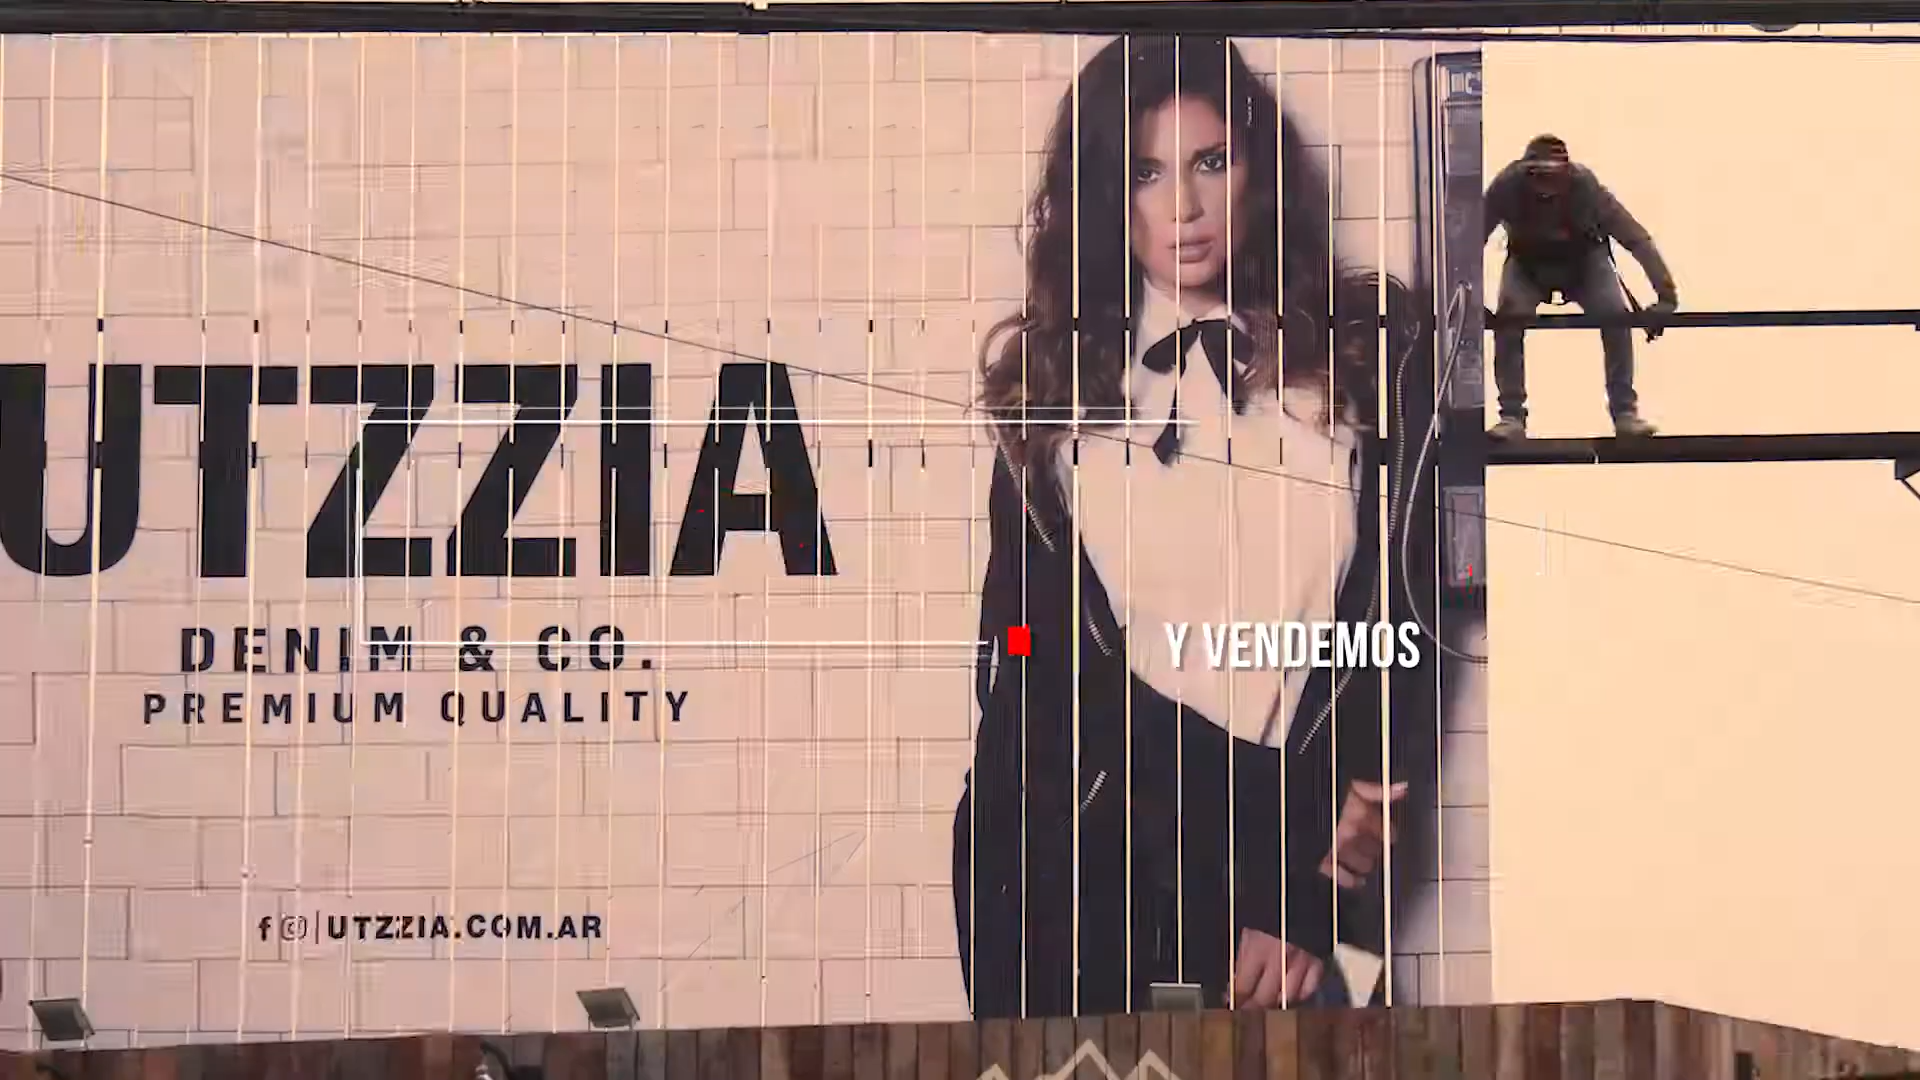 UTZZIA
DENIM & CO.
PREMIUM QUALITY
f | UTZZIA.COM.AR
Y VENDEMOS